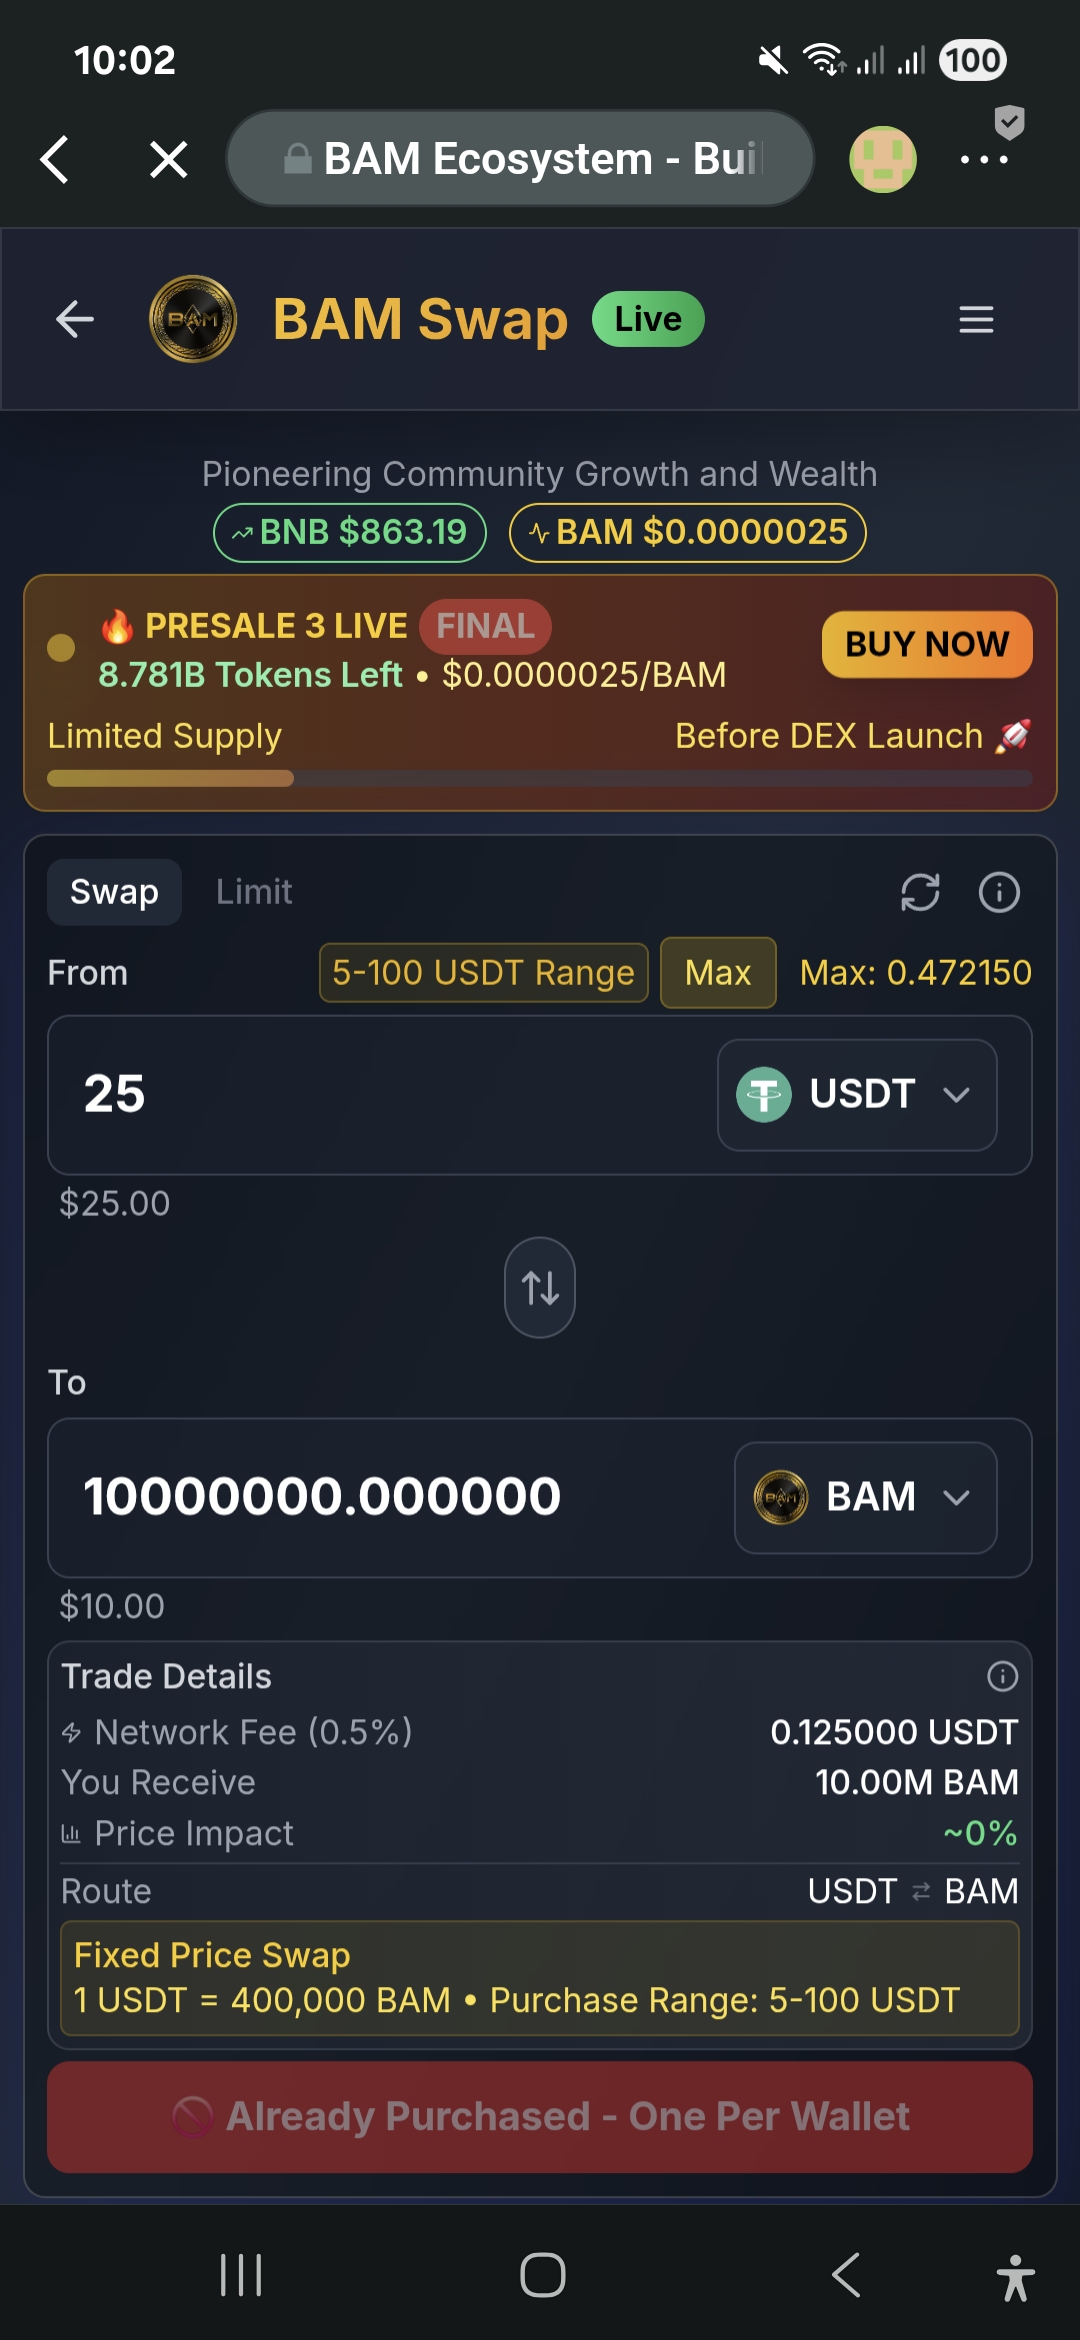 10:02
100
BAM Ecosystem - Bui
BAM
BAM Swap
Live
Pioneering Community Growth and Wealth
BNB $863.19
BAM $0.0000025
🔥 PRESALE 3 LIVE FINAL
8.781B Tokens Left • $0.0000025/BAM
BUY NOW
Limited Supply
Before DEX Launch 🚀
Swap
Limit
From
5-100 USDT Range
Max
Max: 0.472150
25
USDT
$25.00
To
10000000.000000
BAM
BAM
$10.00
Trade Details
Network Fee (0.5%)
0.125000 USDT
You Receive
10.00M BAM
Price Impact
~0%
Route
USDT ⇄ BAM
Fixed Price Swap
1 USDT = 400,000 BAM • Purchase Range: 5-100 USDT
🚫 Already Purchased - One Per Wallet